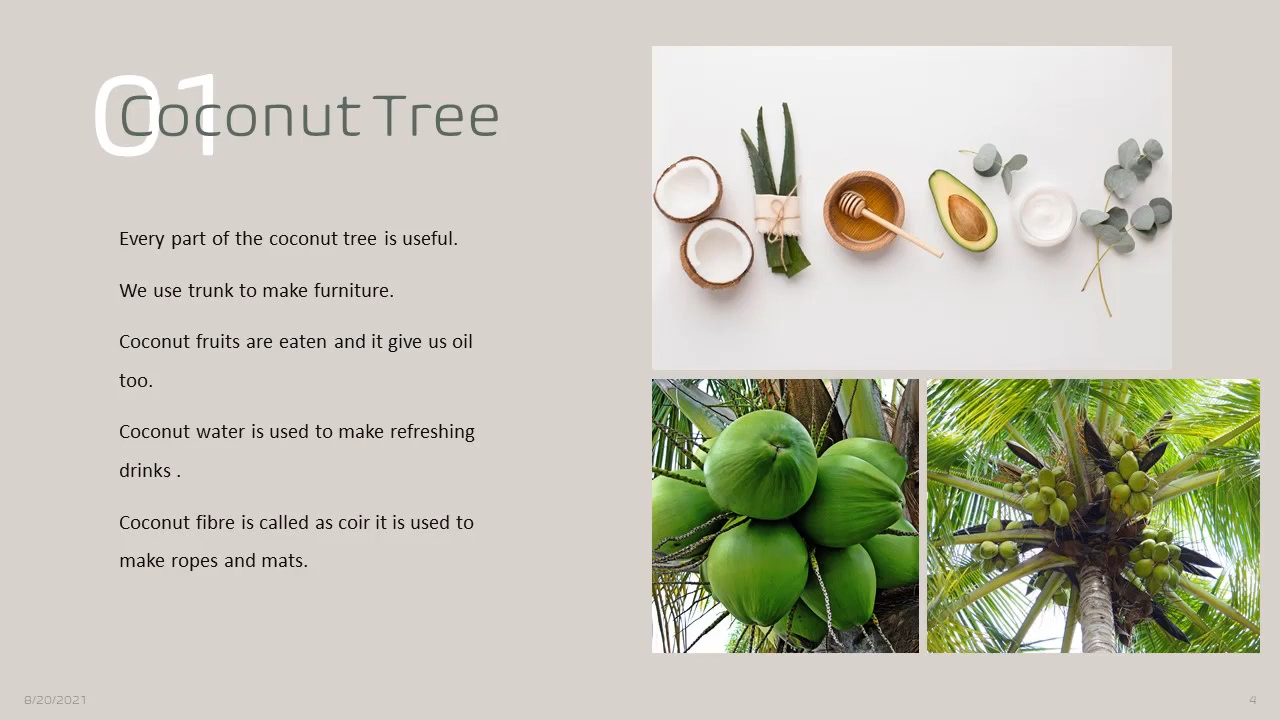 01
Coconut Tree
Every part of the coconut tree is useful.
We use trunk to make furniture.
Coconut fruits are eaten and it give us oil
too.
Coconut water is used to make refreshing
drinks .
Coconut fibre is called as coir it is used to
make ropes and mats.
8/20/2021
4